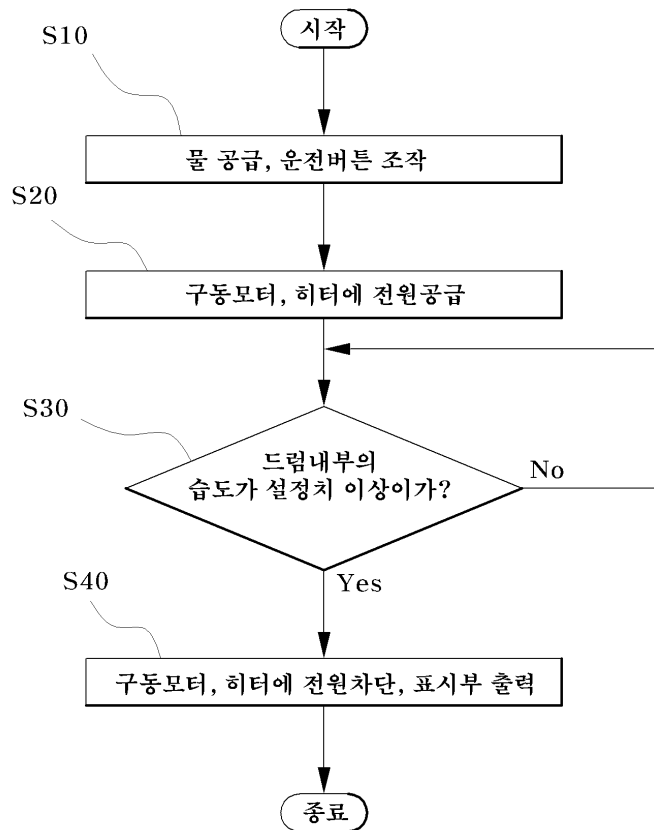 시작
S10
물 공급, 운전버튼 조작
S20
구동모터, 히터에 전원공급
S30
드럼내부의
습도가 설정치 이상이가?
No
Yes
S40
구동모터, 히터에 전원차단, 표시부 출력
종료